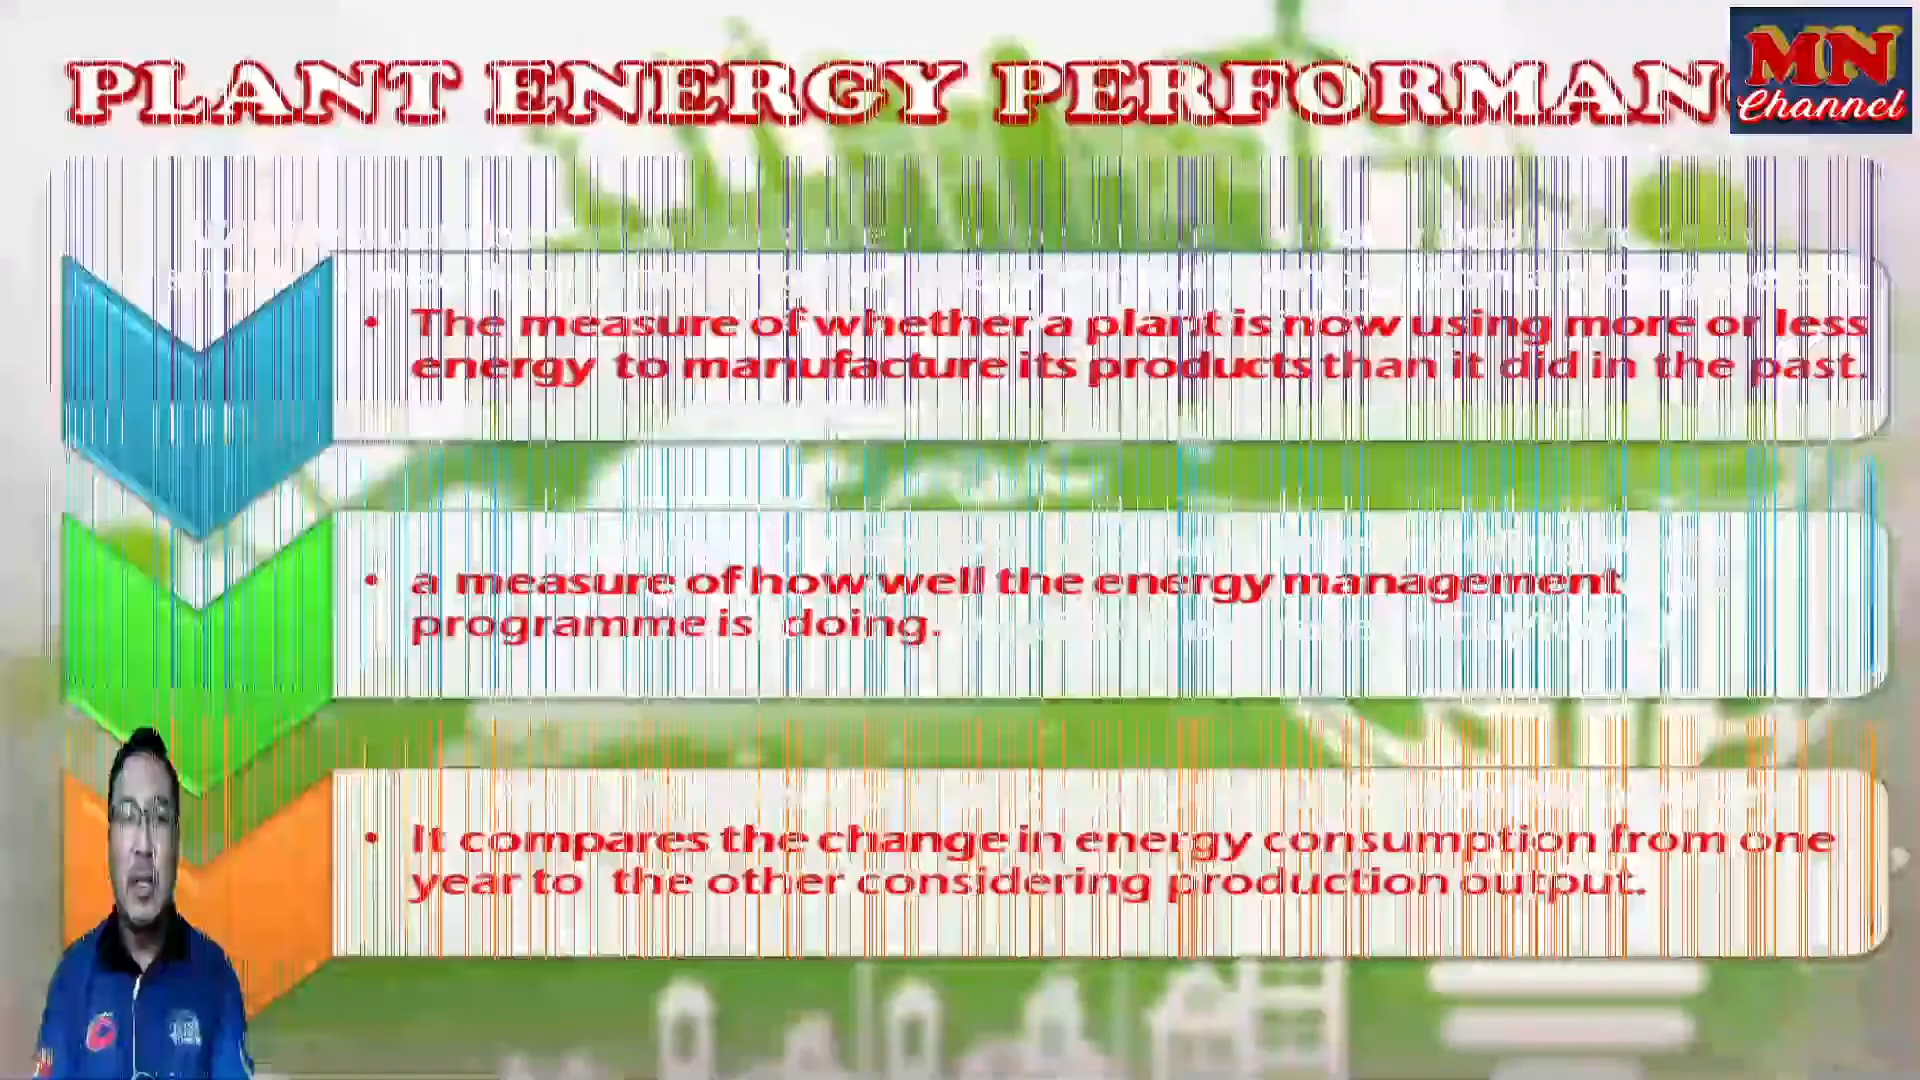 PLANT ENERGY PERFORMAN
MN
Channel
• The measure of whether a plant is now using more or less
energy to manufacture its products than it did in the past.
• a measure of how well the energy management
programme is doing.
• It compares the change in energy consumption from one
year to the other considering production output.